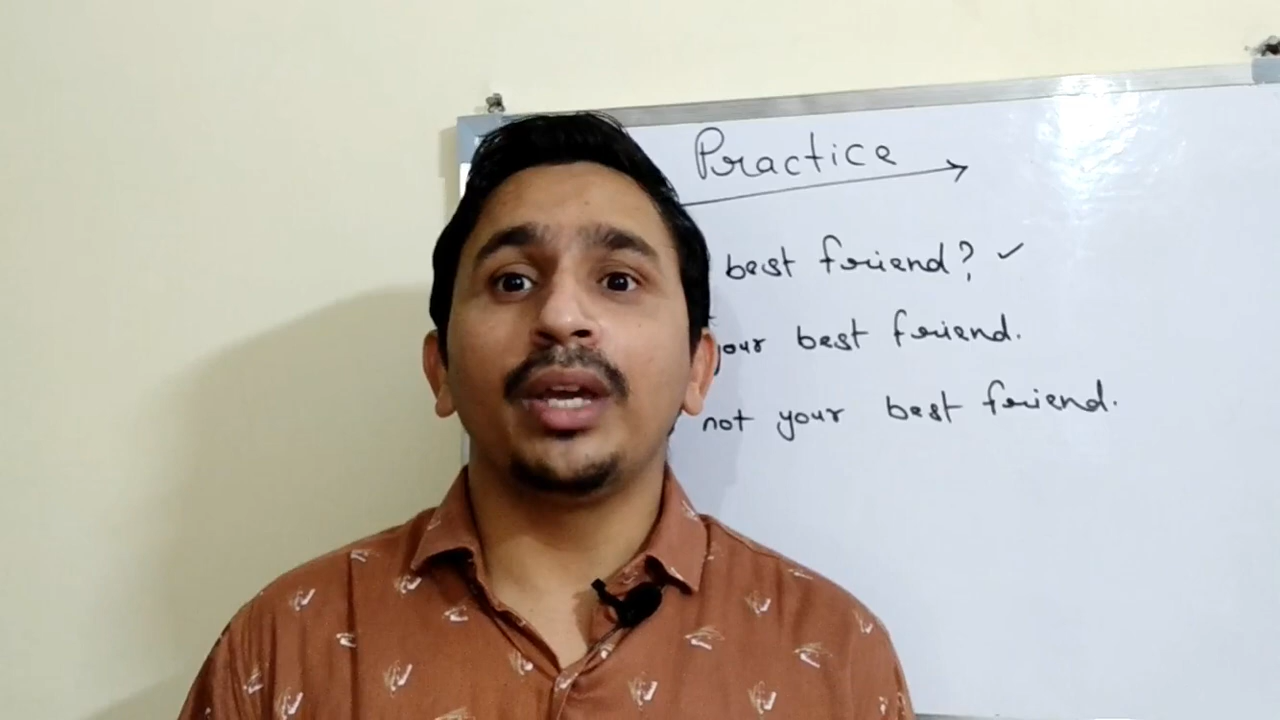 Practice
best friend? ✓
your best friend.
not your best friend.